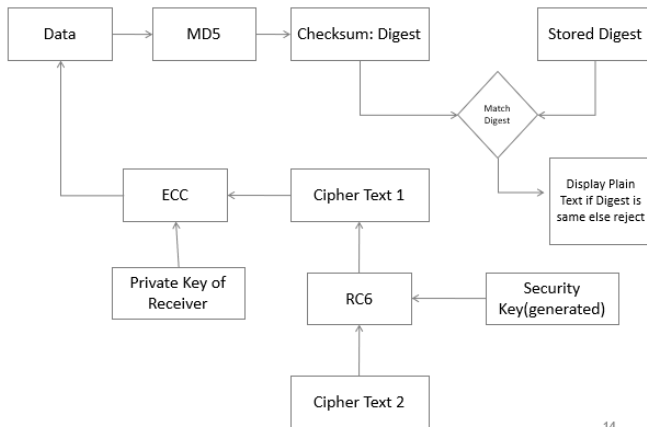 Data
MD5
Checksum: Digest
Stored Digest
Match
Digest
ECC
Cipher Text 1
Display Plain
Text if Digest is
same else reject
Private Key of
Receiver
RC6
Security
Key(generated)
Cipher Text 2
14